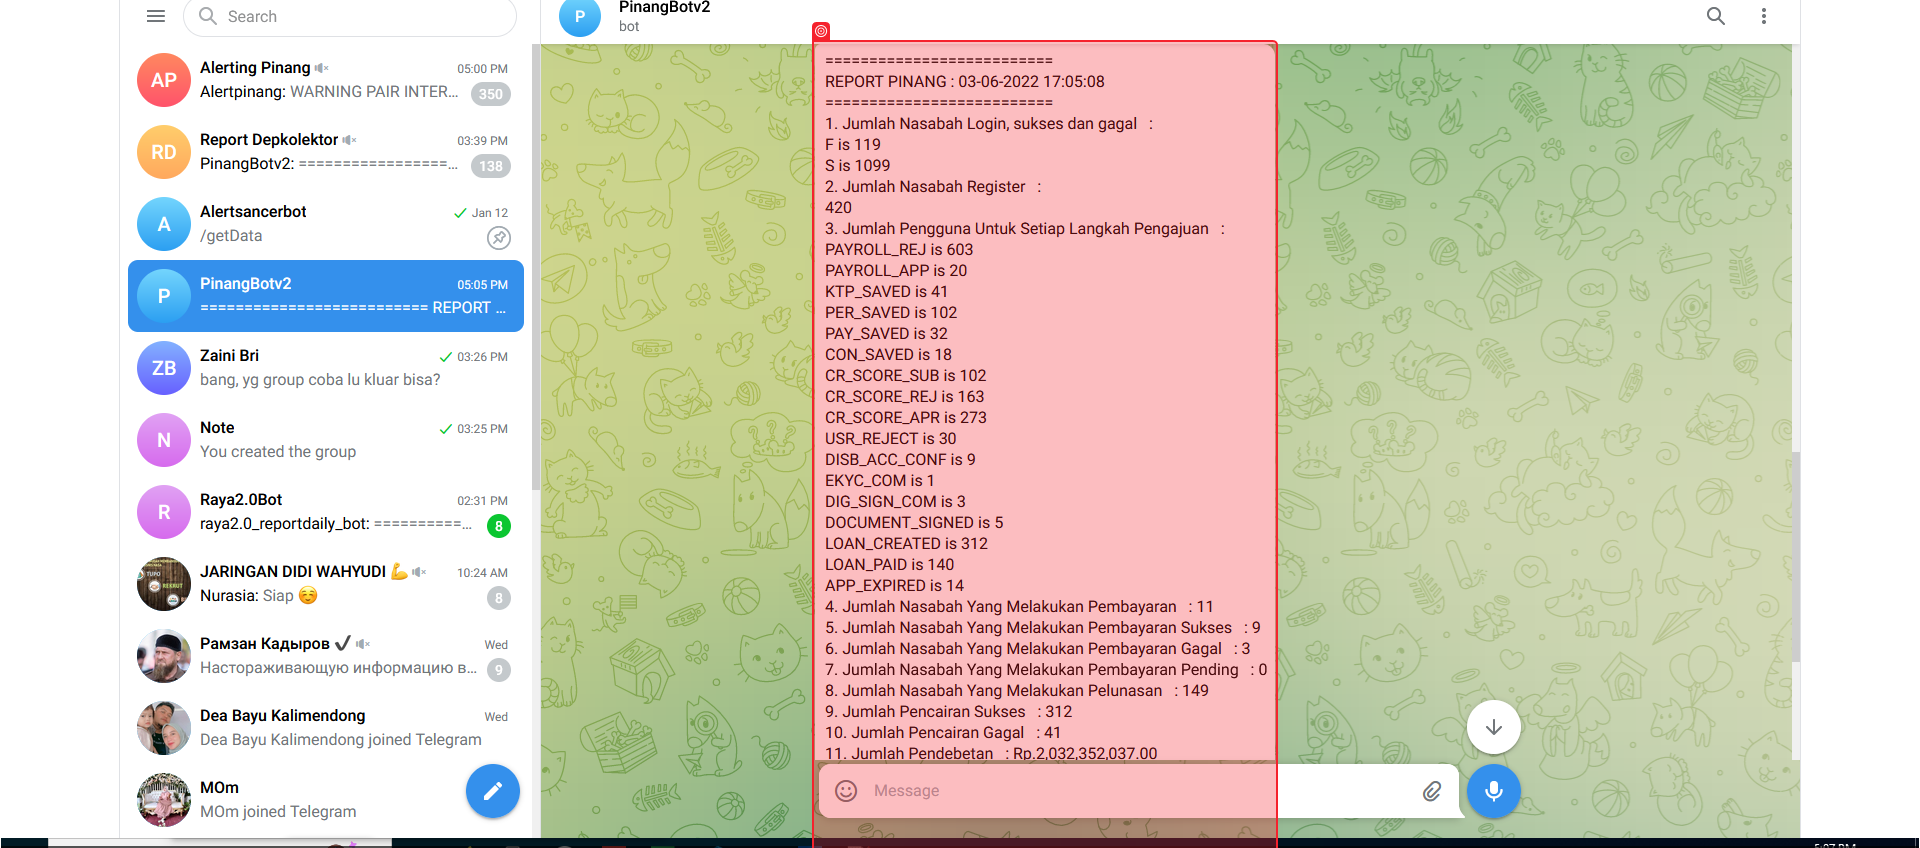 Search
AP
Alerting Pinang
05:00 PM
Alertpinang: WARNING PAIR INTER...
350
RD
Report Depkolektor
03:39 PM
PinangBotv2: =================...
138
A
Alertsancerbot
Jan 12
/getData
P
PinangBotv2
05:05 PM
========================== REPORT ...
ZB
Zaini Bri
03:26 PM
bang, yg group coba lu kluar bisa?
N
Note
03:25 PM
You created the group
R
Raya2.0Bot
02:31 PM
raya2.0_reportdaily_bot: ===========...
8
JARINGAN DIDI WAHYUDI 💪
10:24 AM
Nurasia: Siap ☺️
8
Рамзан Кадыров ✔
Wed
Настораживающую информацию в...
9
Dea Bayu Kalimendong
Wed
Dea Bayu Kalimendong joined Telegram
MOm
MOm joined Telegram
P
PinangBotv2
bot
==========================
REPORT PINANG : 03-06-2022 17:05:08
==========================
1. Jumlah Nasabah Login, sukses dan gagal :
F is 119
S is 1099
2. Jumlah Nasabah Register :
420
3. Jumlah Pengguna Untuk Setiap Langkah Pengajuan :
PAYROLL_REJ is 603
PAYROLL_APP is 20
KTP_SAVED is 41
PER_SAVED is 102
PAY_SAVED is 32
CON_SAVED is 18
CR_SCORE_SUB is 102
CR_SCORE_REJ is 163
CR_SCORE_APR is 273
USR_REJECT is 30
DISB_ACC_CONF is 9
EKYC_COM is 1
DIG_SIGN_COM is 3
DOCUMENT_SIGNED is 5
LOAN_CREATED is 312
LOAN_PAID is 140
APP_EXPIRED is 14
4. Jumlah Nasabah Yang Melakukan Pembayaran : 11
5. Jumlah Nasabah Yang Melakukan Pembayaran Sukses : 9
6. Jumlah Nasabah Yang Melakukan Pembayaran Gagal : 3
7. Jumlah Nasabah Yang Melakukan Pembayaran Pending : 0
8. Jumlah Nasabah Yang Melakukan Pelunasan : 149
9. Jumlah Pencairan Sukses : 312
10. Jumlah Pencairan Gagal : 41
11. Jumlah Pendebetan : Rp.2,032,352,037.00
Message